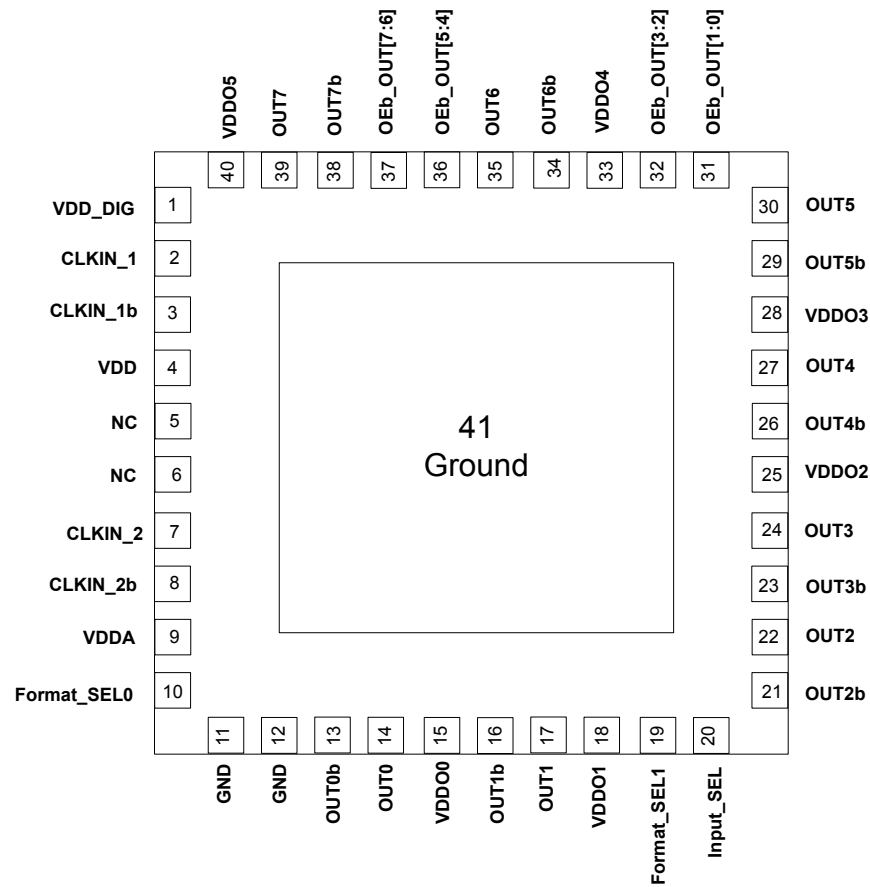 VDDO5
OUT7
OUT7b
OEb_OUT[7:6]
OEb_OUT[5:4]
OUT6
OUT6b
VDDO4
OEb_OUT[3:2]
OEb_OUT[1:0]
40
39
38
37
36
35
34
33
32
31
VDD_DIG 1
CLKIN_1 2
CLKIN_1b 3
VDD 4
NC 5
NC 6
CLKIN_2 7
CLKIN_2b 8
VDDA 9
Format_SEL0 10
41
Ground
30 OUT5
29 OUT5b
28 VDDO3
27 OUT4
26 OUT4b
25 VDDO2
24 OUT3
23 OUT3b
22 OUT2
21 OUT2b
11
12
13
14
15
16
17
18
19
20
GND
GND
OUT0b
OUT0
VDDO0
OUT1b
OUT1
VDDO1
Format_SEL1
Input_SEL